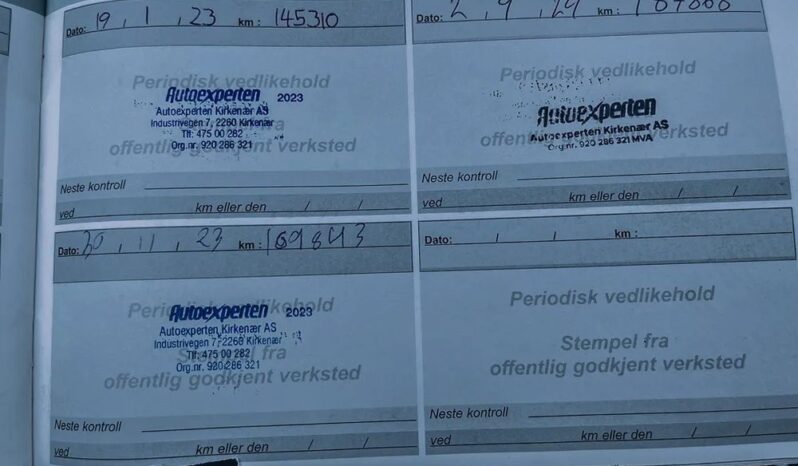 Dato: 19 , 1 , 23 km : 145310
Periodisk vedlikehold
Autoexperten 2023
Autoexperten Kirkenær AS
Industrivegen 7, 2260 Kirkenær
Tlf: 475 00 282
Org.nr. 920 286 321
offentlig godkjent verksted
Neste kontroll
ved km eller den / /
2 , 9 , 24 km :
Periodisk vedlikehold
Autoexperten
Autoexperten Kirkenær AS
Org.nr. 920 286 321 MVA
offentlig godkjent verksted
Neste kontroll
ved km eller den / /
Dato: 30 , 11 , 23 km : 169843
Periodisk vedlikehold
Autoexperten 2023
Autoexperten Kirkenær AS
Industrivegen 7, 2260 Kirkenær
Stempel fra
Tlf: 475 00 282
Org.nr. 920 286 321
offentlig godkjent verksted
Neste kontroll
ved km eller den / /
Dato: / / km :
Periodisk vedlikehold
Stempel fra
offentlig godkjent verksted
Neste kontroll
ved km eller den / /